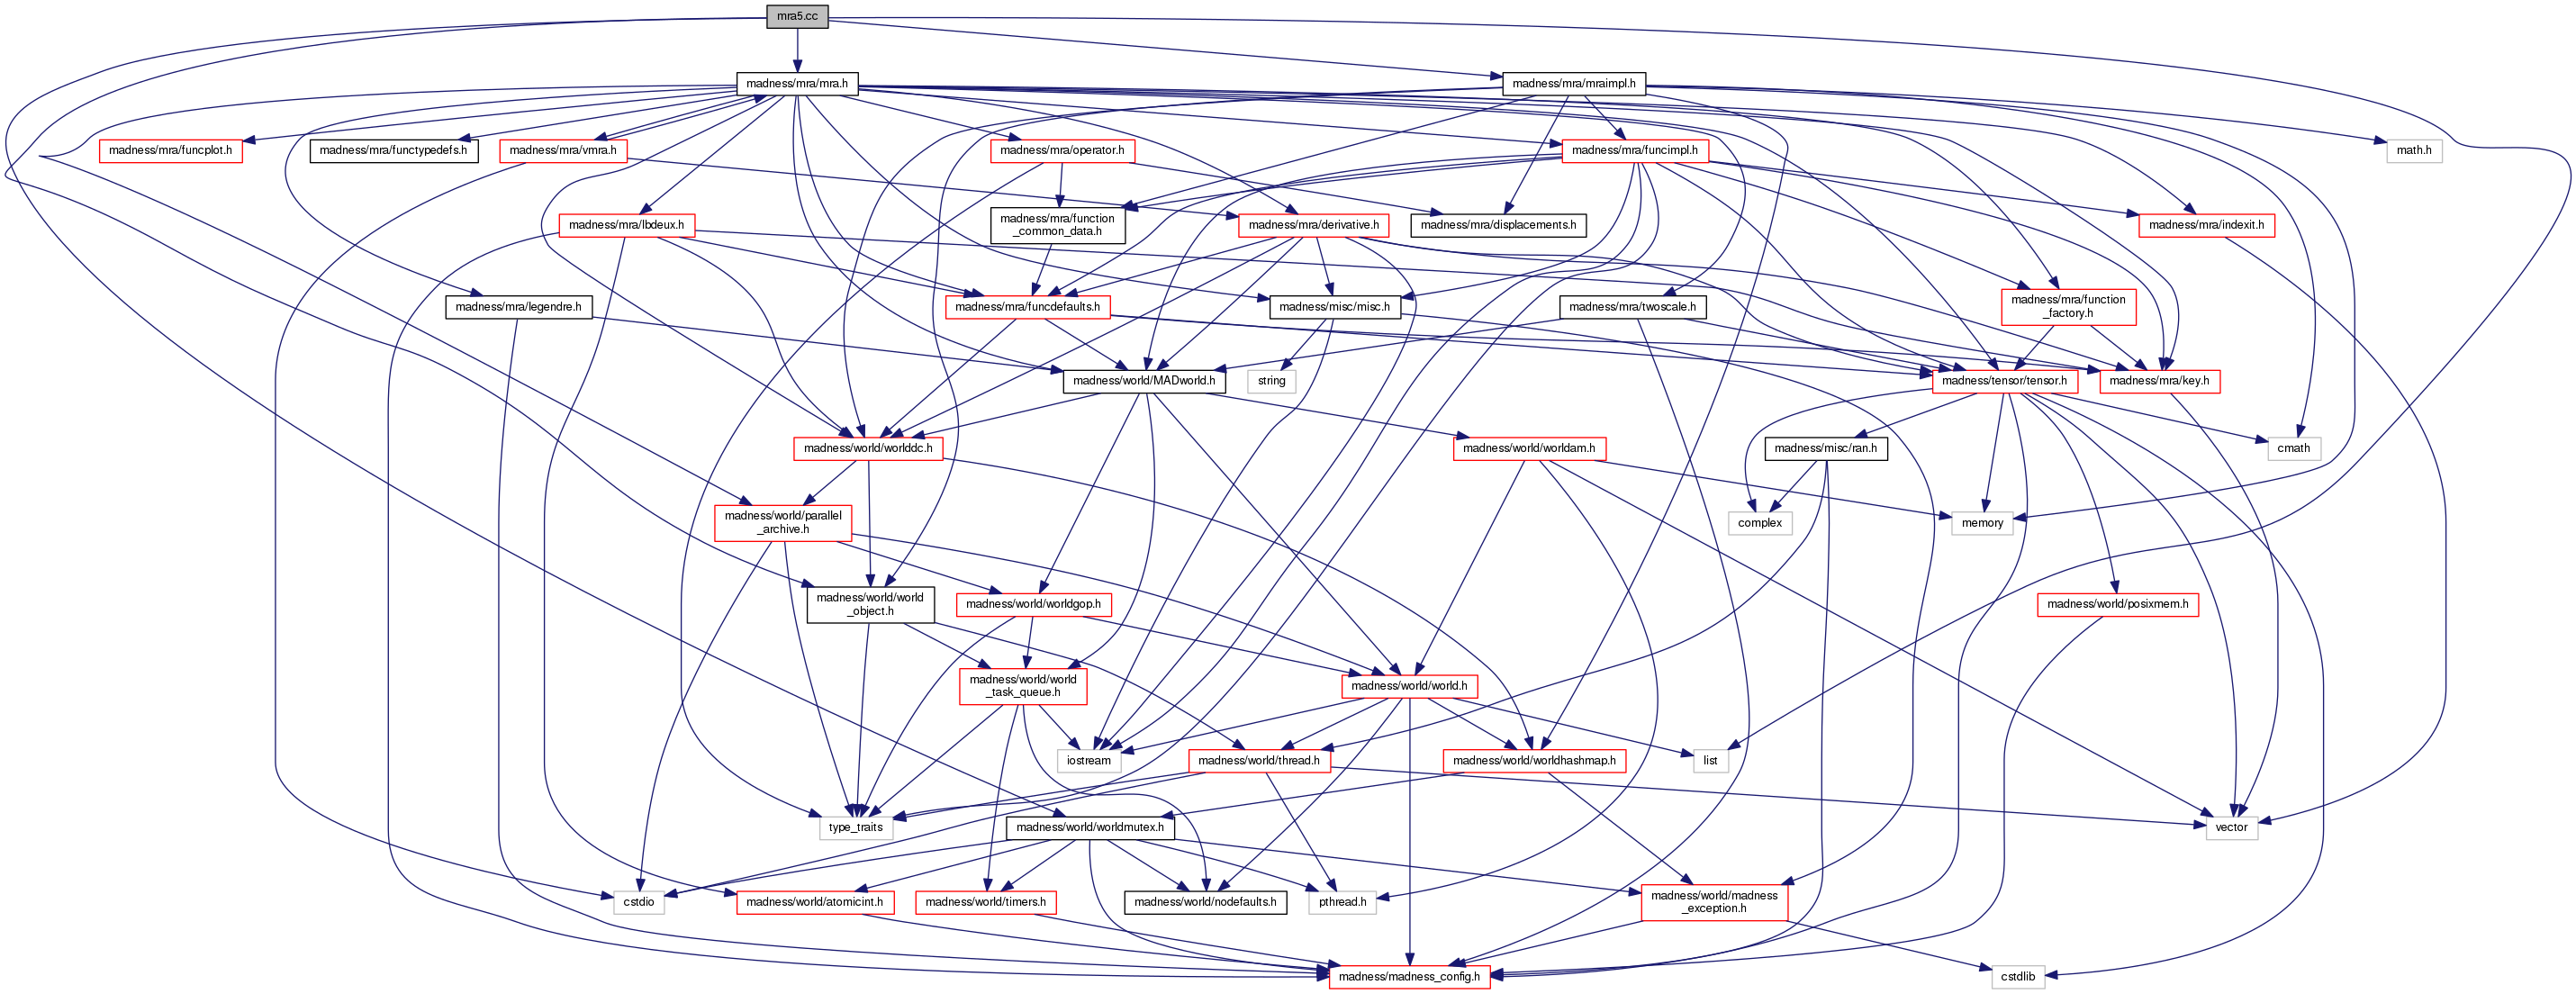 mra5.cc
madness/mra/mra.h
madness/mra/mraimpl.h
madness/mra/funcplot.h
madness/mra/functypedefs.h
madness/mra/vmra.h
madness/mra/operator.h
madness/mra/funcimpl.h
math.h
madness/mra/lbdeux.h
madness/mra/function
_common_data.h
madness/mra/derivative.h
madness/mra/displacements.h
madness/mra/indexit.h
madness/mra/legendre.h
madness/mra/funcdefaults.h
madness/misc/misc.h
madness/mra/twoscale.h
madness/mra/function
_factory.h
madness/world/MADworld.h
string
madness/tensor/tensor.h
madness/mra/key.h
madness/world/worlddc.h
madness/world/worldam.h
madness/misc/ran.h
cmath
madness/world/parallel
_archive.h
complex
memory
madness/world/world
_object.h
madness/world/worldgop.h
madness/world/posixmem.h
madness/world/world
_task_queue.h
madness/world/world.h
iostream
madness/world/thread.h
madness/world/worldhashmap.h
list
type_traits
madness/world/worldmutex.h
vector
cstdio
madness/world/atomicint.h
madness/world/timers.h
madness/world/nodefaults.h
pthread.h
madness/world/madness
_exception.h
madness/madness_config.h
cstdlib